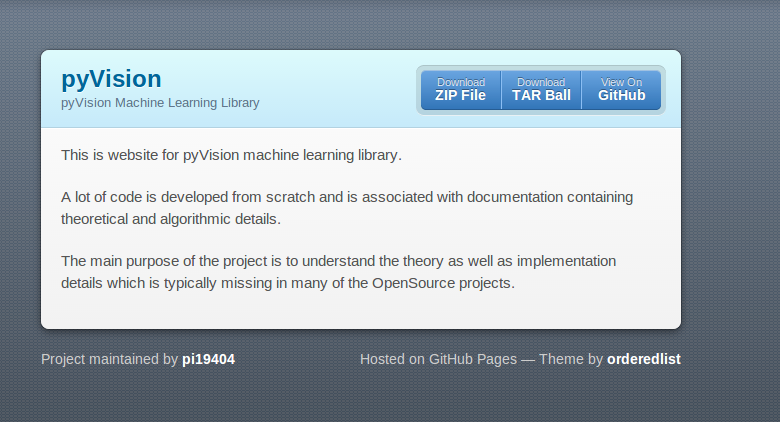 pyVision
pyVision Machine Learning Library
Download
ZIP File
Download
TAR Ball
View On
GitHub
This is website for pyVision machine learning library.
A lot of code is developed from scratch and is associated with documentation containing
theoretical and algorithmic details.
The main purpose of the project is to understand the theory as well as implementation
details which is typically missing in many of the OpenSource projects.
Project maintained by pi19404
Hosted on GitHub Pages — Theme by orderedlist